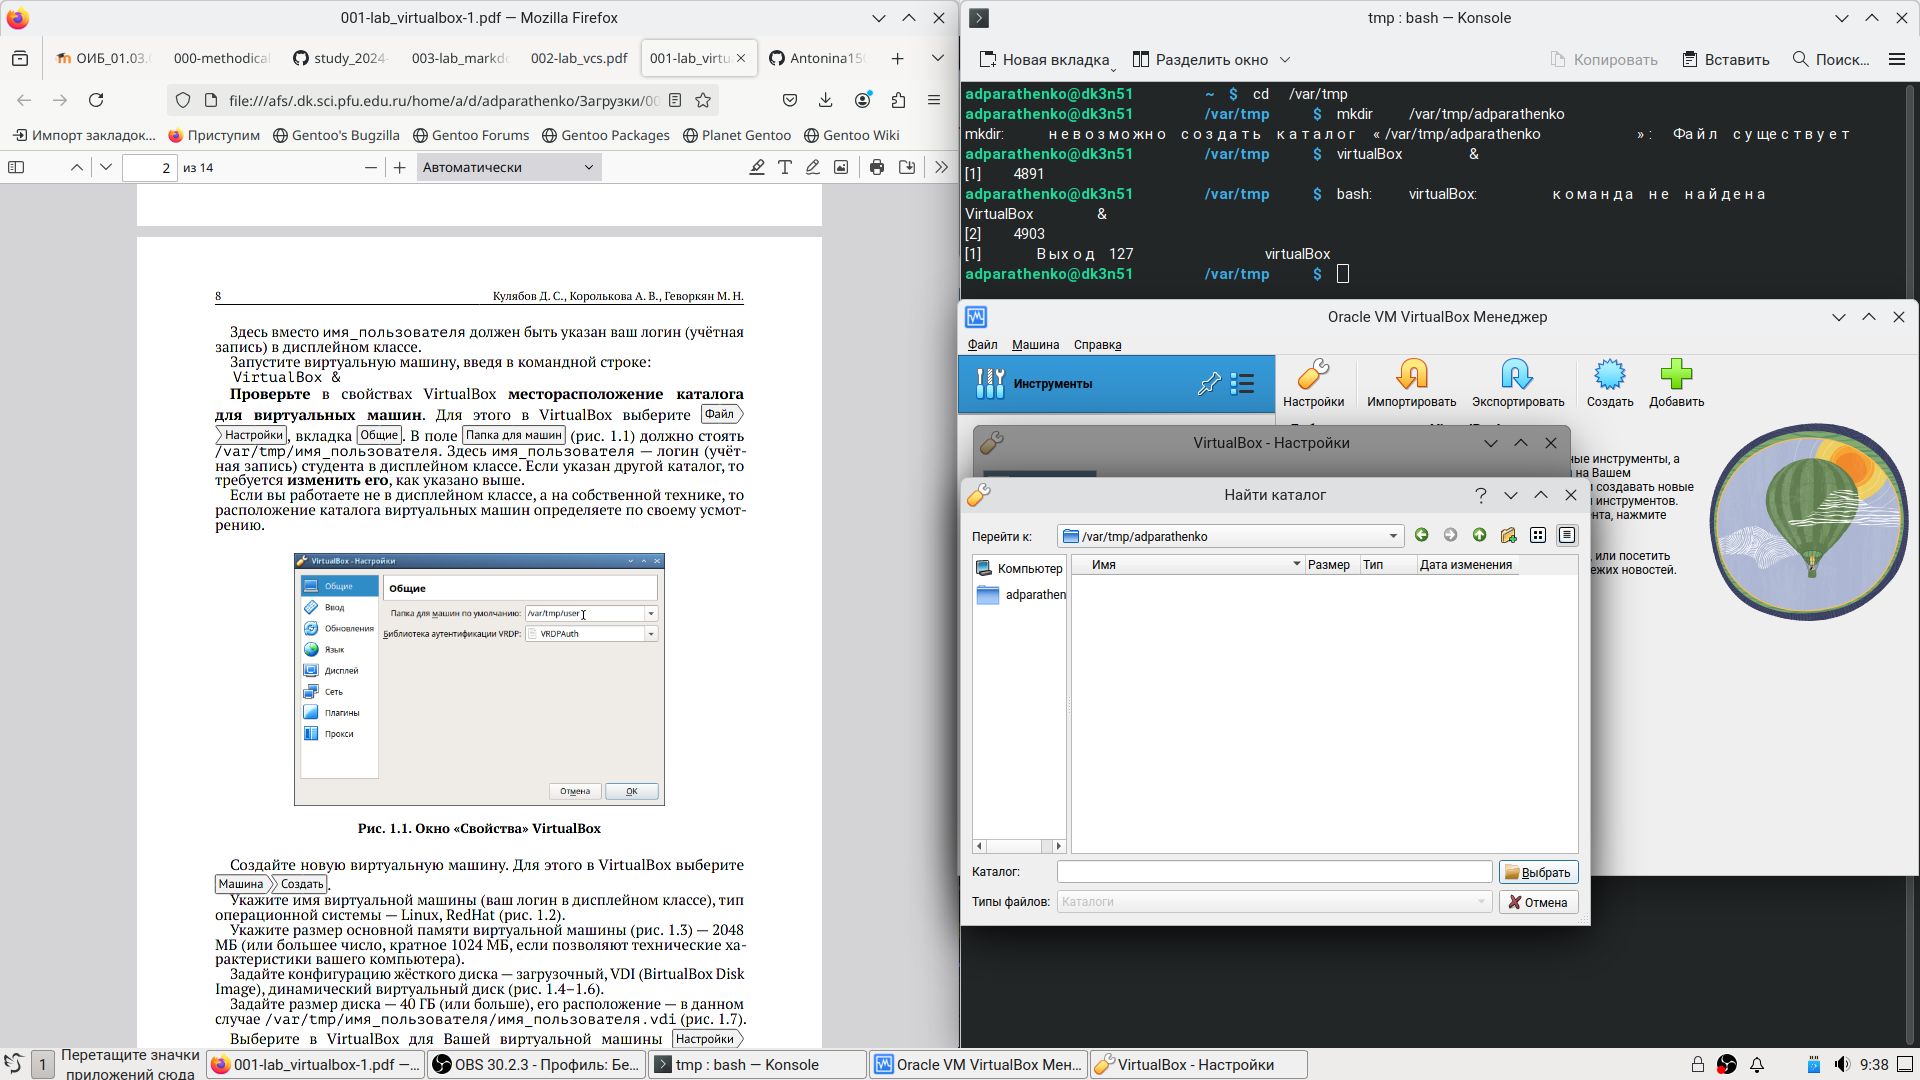 001-lab_virtualbox-1.pdf — Mozilla Firefox
ОИБ_01.03.0
000-methodical
study_2024-
003-lab_markdo
002-lab_vcs.pdf
001-lab_virtu
Antonina150
file:///afs/.dk.sci.pfu.edu.ru/home/a/d/adparathenko/Загрузки/00
Импорт закладок…
Приступим
Gentoo's Bugzilla
Gentoo Forums
Gentoo Packages
Planet Gentoo
Gentoo Wiki
2 из 14
Автоматически
8 Кулябов Д. С., Королькова А. В., Геворкян М. Н.
Здесь вместо имя_пользователя должен быть указан ваш логин (учётная
запись) в дисплейном классе.
Запустите виртуальную машину, введя в командной строке:
VirtualBox &
Проверьте в свойствах VirtualBox месторасположение каталога
для виртуальных машин. Для этого в VirtualBox выберите Файл
Настройки, вкладка Общие. В поле Папка для машин (рис. 1.1) должно стоять
/var/tmp/имя_пользователя. Здесь имя_пользователя — логин (учёт-
ная запись) студента в дисплейном классе. Если указан другой каталог, то
требуется изменить его, как указано выше.
Если вы работаете не в дисплейном классе, а на собственной технике, то
расположение каталога виртуальных машин определяете по своему усмот-
рению.
VirtualBox - Настройки
Общие
Ввод
Обновления
Язык
Дисплей
Сеть
Плагины
Прокси
Общие
Папка для машин по умолчанию: /var/tmp/user
Библиотека аутентификации VRDP: VRDPAuth
Отмена
ОК
Рис. 1.1. Окно «Свойства» VirtualBox
Создайте новую виртуальную машину. Для этого в VirtualBox выберите
Машина Создать.
Укажите имя виртуальной машины (ваш логин в дисплейном классе), тип
операционной системы — Linux, RedHat (рис. 1.2).
Укажите размер основной памяти виртуальной машины (рис. 1.3) — 2048
МБ (или большее число, кратное 1024 МБ, если позволяют технические ха-
рактеристики вашего компьютера).
Задайте конфигурацию жёсткого диска — загрузочный, VDI (BirtualBox Disk
Image), динамический виртуальный диск (рис. 1.4–1.6).
Задайте размер диска — 40 ГБ (или больше), его расположение — в данном
случае /var/tmp/имя_пользователя/имя_пользователя.vdi (рис. 1.7).
Выберите в VirtualBox для Вашей виртуальной машины Настройки
tmp : bash — Konsole
Новая вкладка
Разделить окно
Копировать
Вставить
Поиск…
adparathenko@dk3n51 ~ $ cd /var/tmp
adparathenko@dk3n51 /var/tmp $ mkdir /var/tmp/adparathenko
mkdir: невозможно создать каталог «/var/tmp/adparathenko»: Файл существует
adparathenko@dk3n51 /var/tmp $ virtualBox &
[1] 4891
adparathenko@dk3n51 /var/tmp $ bash: virtualBox: команда не найдена
VirtualBox &
[2] 4903
[1] Выход 127 virtualBox
adparathenko@dk3n51 /var/tmp $
Oracle VM VirtualBox Менеджер
Файл
Машина
Справка
Инструменты
Настройки
Импортировать
Экспортировать
Создать
Добавить
ные инструменты, а
на Вашем
создавать новые
инструментов.
нта, нажмите
, или посетить
ежих новостей.
VirtualBox - Настройки
Найти каталог
Перейти к: /var/tmp/adparathenko
Компьютер
adparathen
Имя
Размер
Тип
Дата изменения
Каталог:
Выбрать
Типы файлов: Каталоги
Отмена
1
Перетащите значки
приложений сюда
001-lab_virtualbox-1.pdf —…
OBS 30.2.3 - Профиль: Бе…
tmp : bash — Konsole
Oracle VM VirtualBox Мен…
VirtualBox - Настройки
9:38